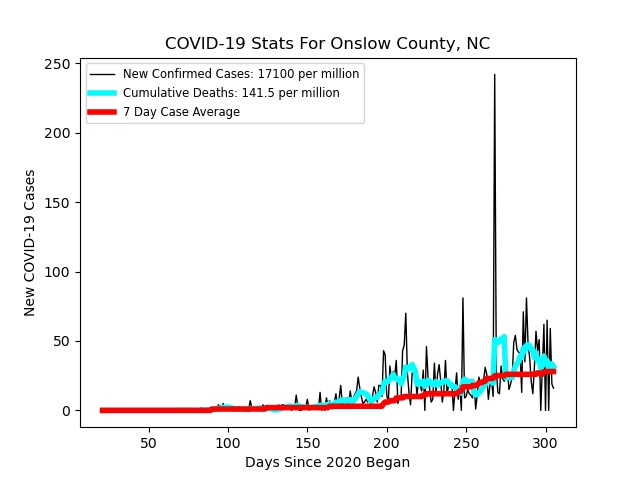 COVID-19 Stats For Onslow County, NC
New Confirmed Cases: 17100 per million
Cumulative Deaths: 141.5 per million
7 Day Case Average
New COVID-19 Cases
250
200
150
100
50
0
50 100 150 200 250 300
Days Since 2020 Began